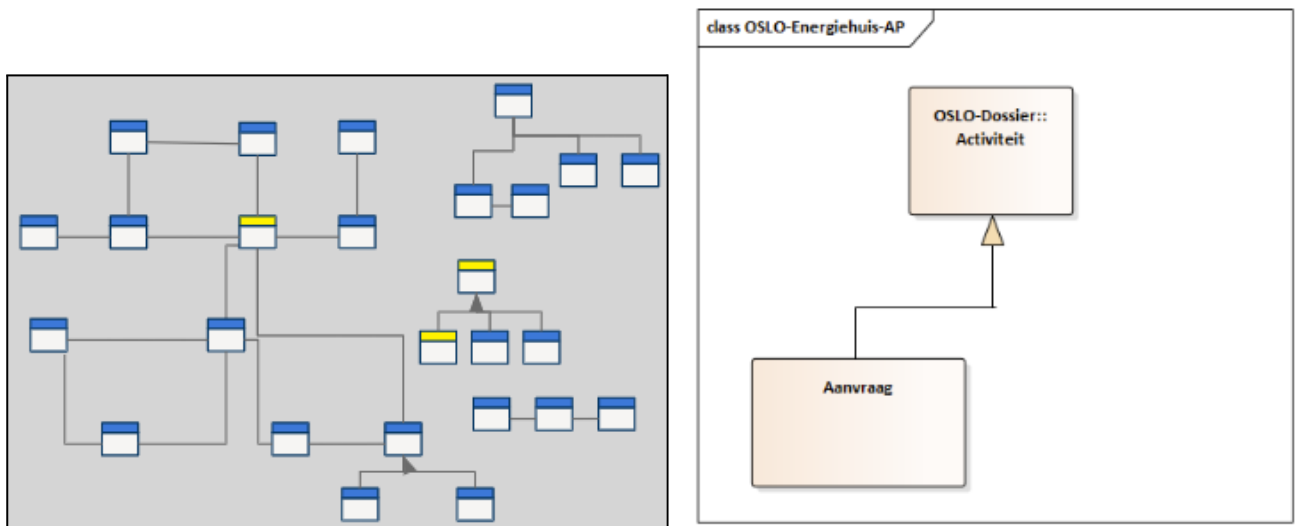 class OSLO-Energiehuis-AP
OSLO-Dossier::
Activiteit
Aanvraag